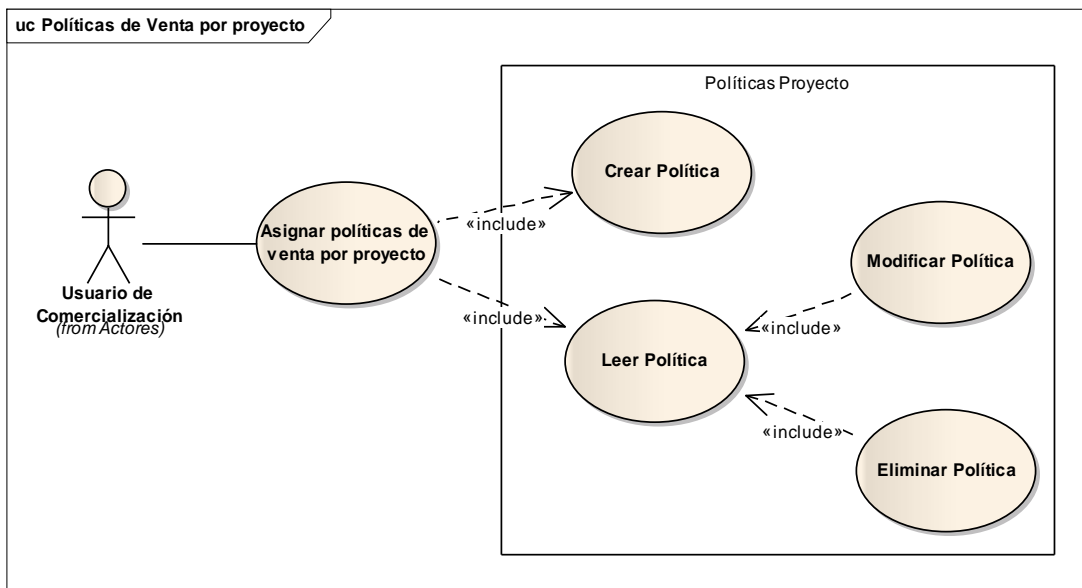 uc Políticas de Venta por proyecto
Políticas Proyecto
Crear Política
«include»
Asignar políticas de
venta por proyecto
Modificar Política
Usuario de
Comercialización
(from Actores)
«include»
«include»
Leer Política
«include»
Eliminar Política